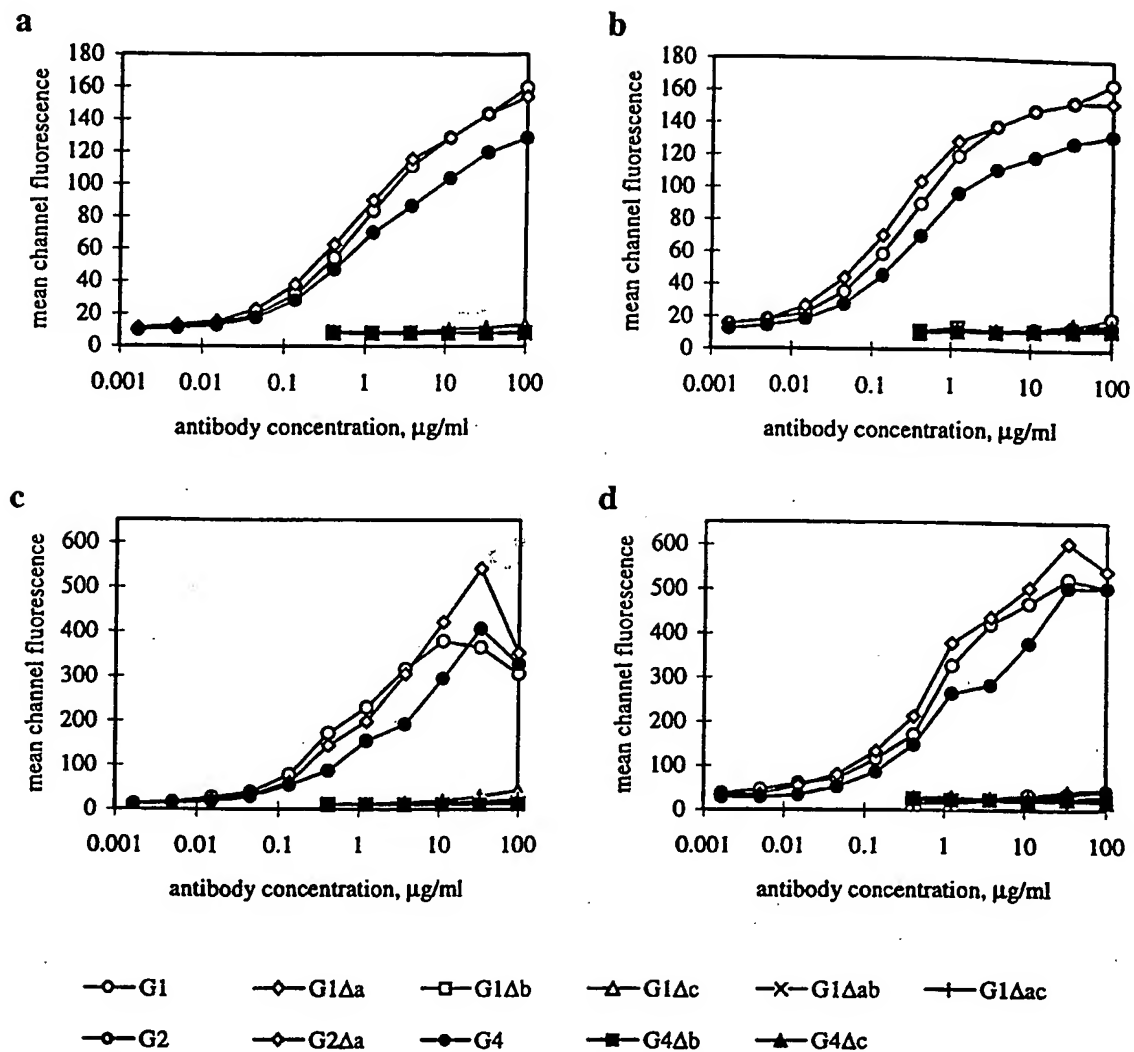 a
mean channel fluorescence
180
160
140
120
100
80
60
40
20
0
0.001 0.01 0.1 1 10 100
antibody concentration, μg/ml
b
mean channel fluorescence
180
160
140
120
100
80
60
40
20
0
0.001 0.01 0.1 1 10 100
antibody concentration, μg/ml
c
mean channel fluorescence
600
500
400
300
200
100
0
0.001 0.01 0.1 1 10 100
antibody concentration, μg/ml
d
mean channel fluorescence
600
500
400
300
200
100
0
0.001 0.01 0.1 1 10 100
antibody concentration, μg/ml
G1 G1Δa G1Δb G1Δc G1Δab G1Δac
G2 G2Δa G4 G4Δb G4Δc